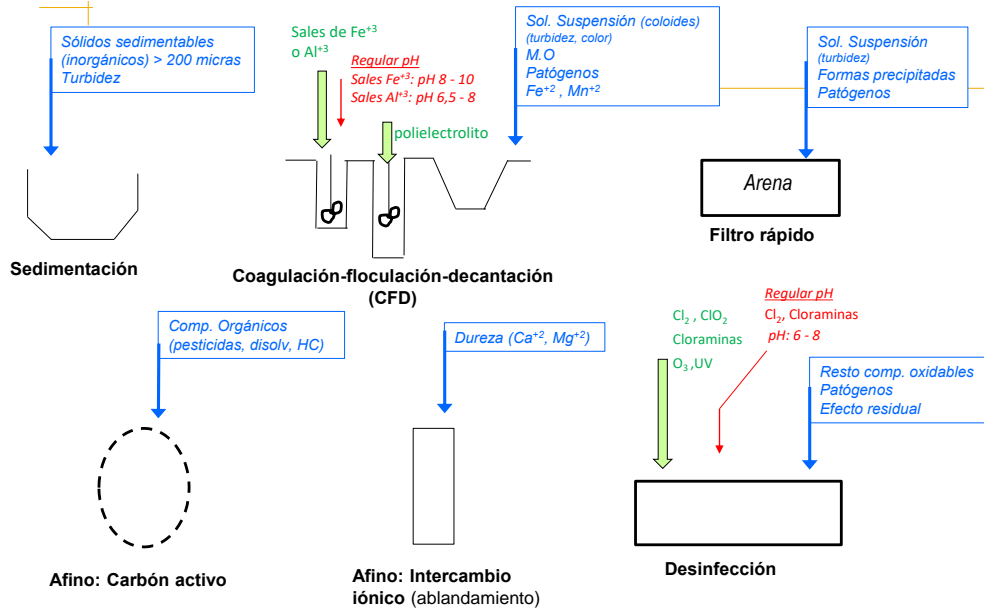 Sólidos sedimentables
(inorgánicos) > 200 micras
Turbidez
Sedimentación
Sales de Fe⁺³
o Al⁺³
Regular pH
Sales Fe⁺³: pH 8 - 10
Sales Al⁺³: pH 6,5 - 8
polielectrolito
Sol. Suspensión (coloides)
(turbidez, color)
M.O
Patógenos
Fe⁺² , Mn⁺²
Coagulación-floculación-decantación
(CFD)
Sol. Suspensión
(turbidez)
Formas precipitadas
Patógenos
Arena
Filtro rápido
Comp. Orgánicos
(pesticidas, disolv, HC)
Afino: Carbón activo
Dureza (Ca⁺², Mg⁺²)
Afino: Intercambio
iónico (ablandamiento)
Cl₂ , ClO₂
Cloraminas
O₃ ,UV
Regular pH
Cl₂, Cloraminas
pH: 6 - 8
Resto comp. oxidables
Patógenos
Efecto residual
Desinfección